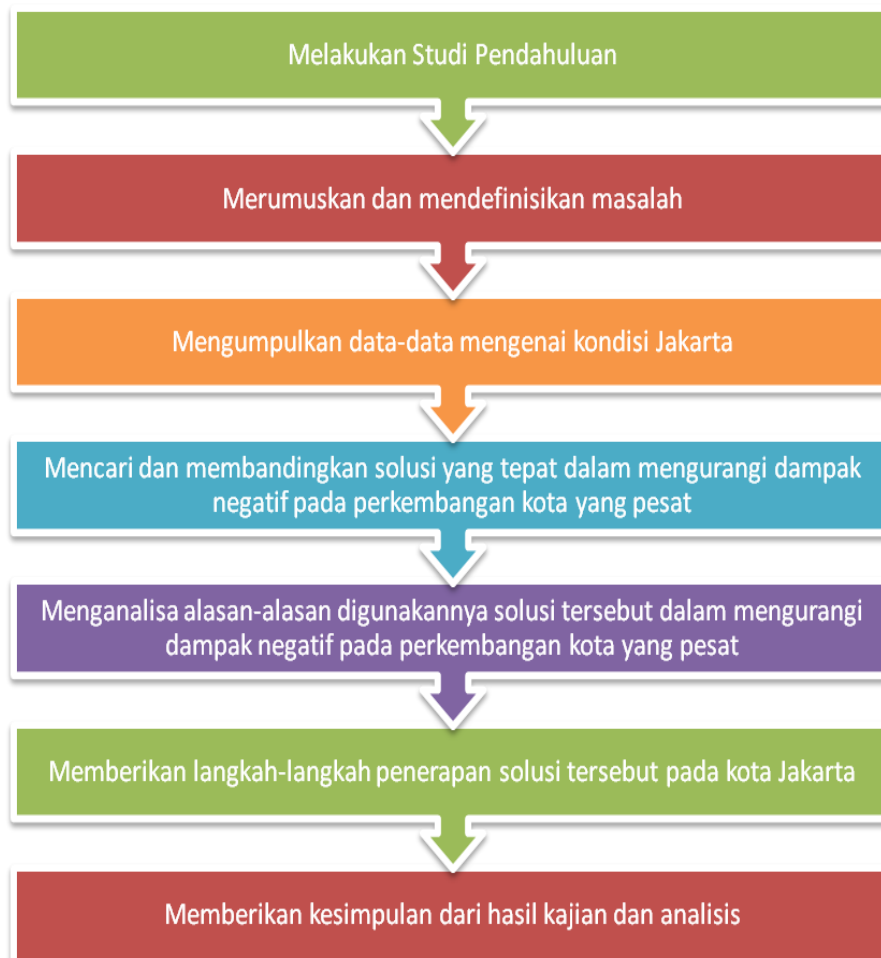 Melakukan Studi Pendahuluan
Merumuskan dan mendefinisikan masalah
Mengumpulkan data-data mengenai kondisi Jakarta
Mencari dan membandingkan solusi yang tepat dalam mengurangi dampak
negatif pada perkembangan kota yang pesat
Menganalisa alasan-alasan digunakannya solusi tersebut dalam mengurangi
dampak negatif pada perkembangan kota yang pesat
Memberikan langkah-langkah penerapan solusi tersebut pada kota Jakarta
Memberikan kesimpulan dari hasil kajian dan analisis